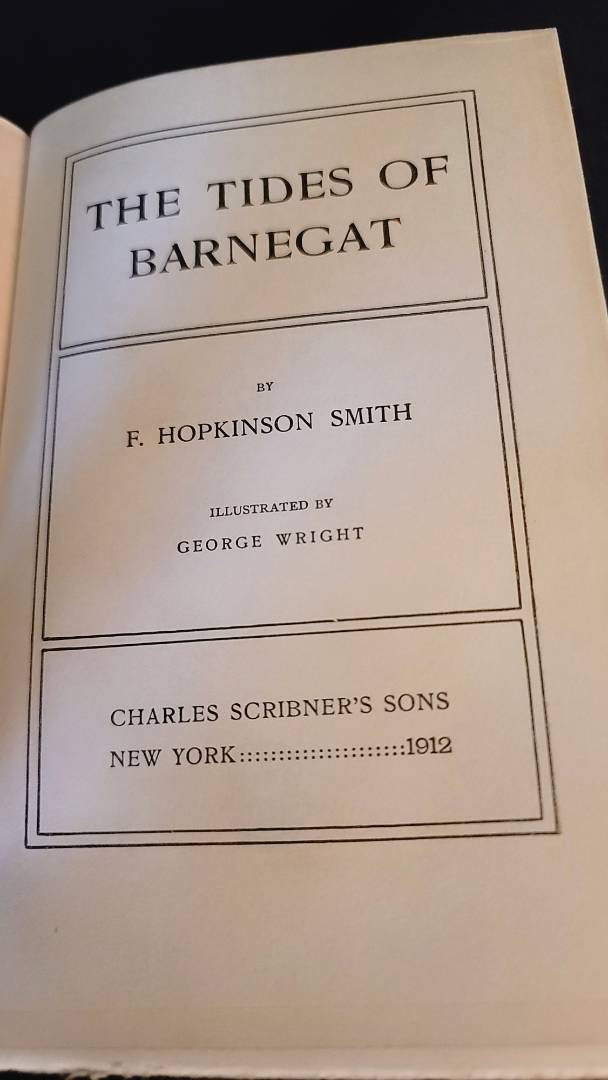 THE TIDES OF
BARNEGAT
BY
F. HOPKINSON SMITH
ILLUSTRATED BY
GEORGE WRIGHT
CHARLES SCRIBNER'S SONS
NEW YORK::::::::::::::::::::::1912